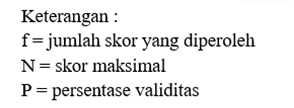 Keterangan :
f = jumlah skor yang diperoleh
N = skor maksimal
P = persentase validitas